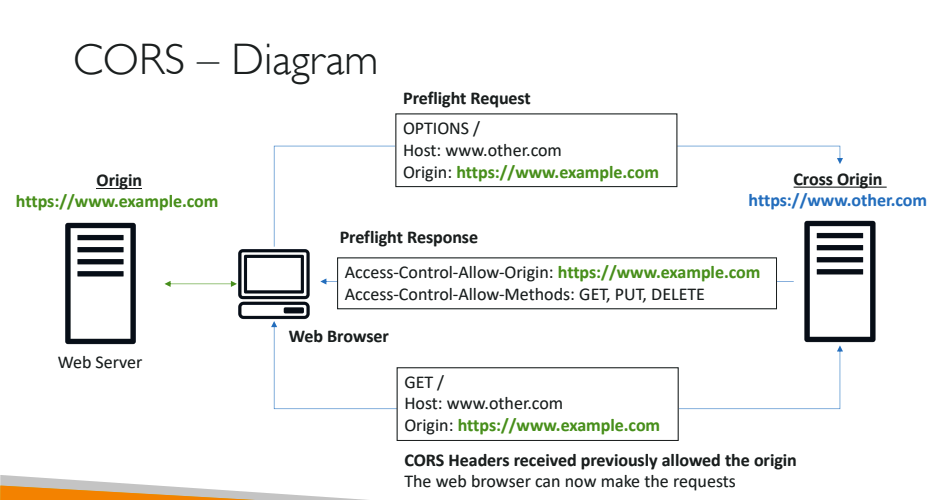 CORS – Diagram
Preflight Request
OPTIONS /
Host: www.other.com
Origin: https://www.example.com
Origin
https://www.example.com
Cross Origin
https://www.other.com
Preflight Response
Access-Control-Allow-Origin: https://www.example.com
Access-Control-Allow-Methods: GET, PUT, DELETE
Web Browser
Web Server
GET /
Host: www.other.com
Origin: https://www.example.com
CORS Headers received previously allowed the origin
The web browser can now make the requests